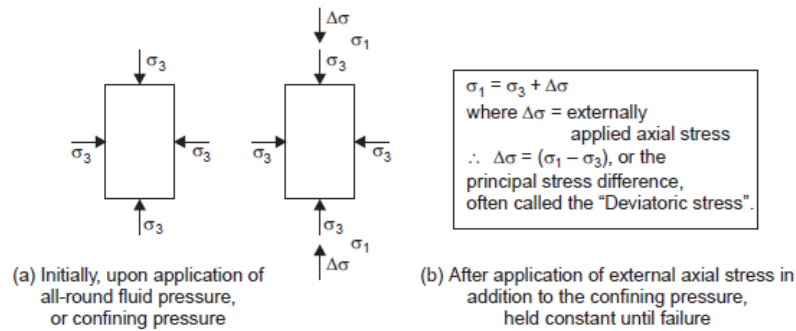 σ3
σ3
σ3
σ3
(a) Initially, upon application of
all-round fluid pressure,
or confining pressure
Δσ
σ1
σ3
σ3
σ3
σ3
σ1
Δσ
σ1 = σ3 + Δσ
where Δσ = externally
applied axial stress
∴ Δσ = (σ1 – σ3), or the
principal stress difference,
often called the “Deviatoric stress”.
(b) After application of external axial stress in
addition to the confining pressure,
held constant until failure